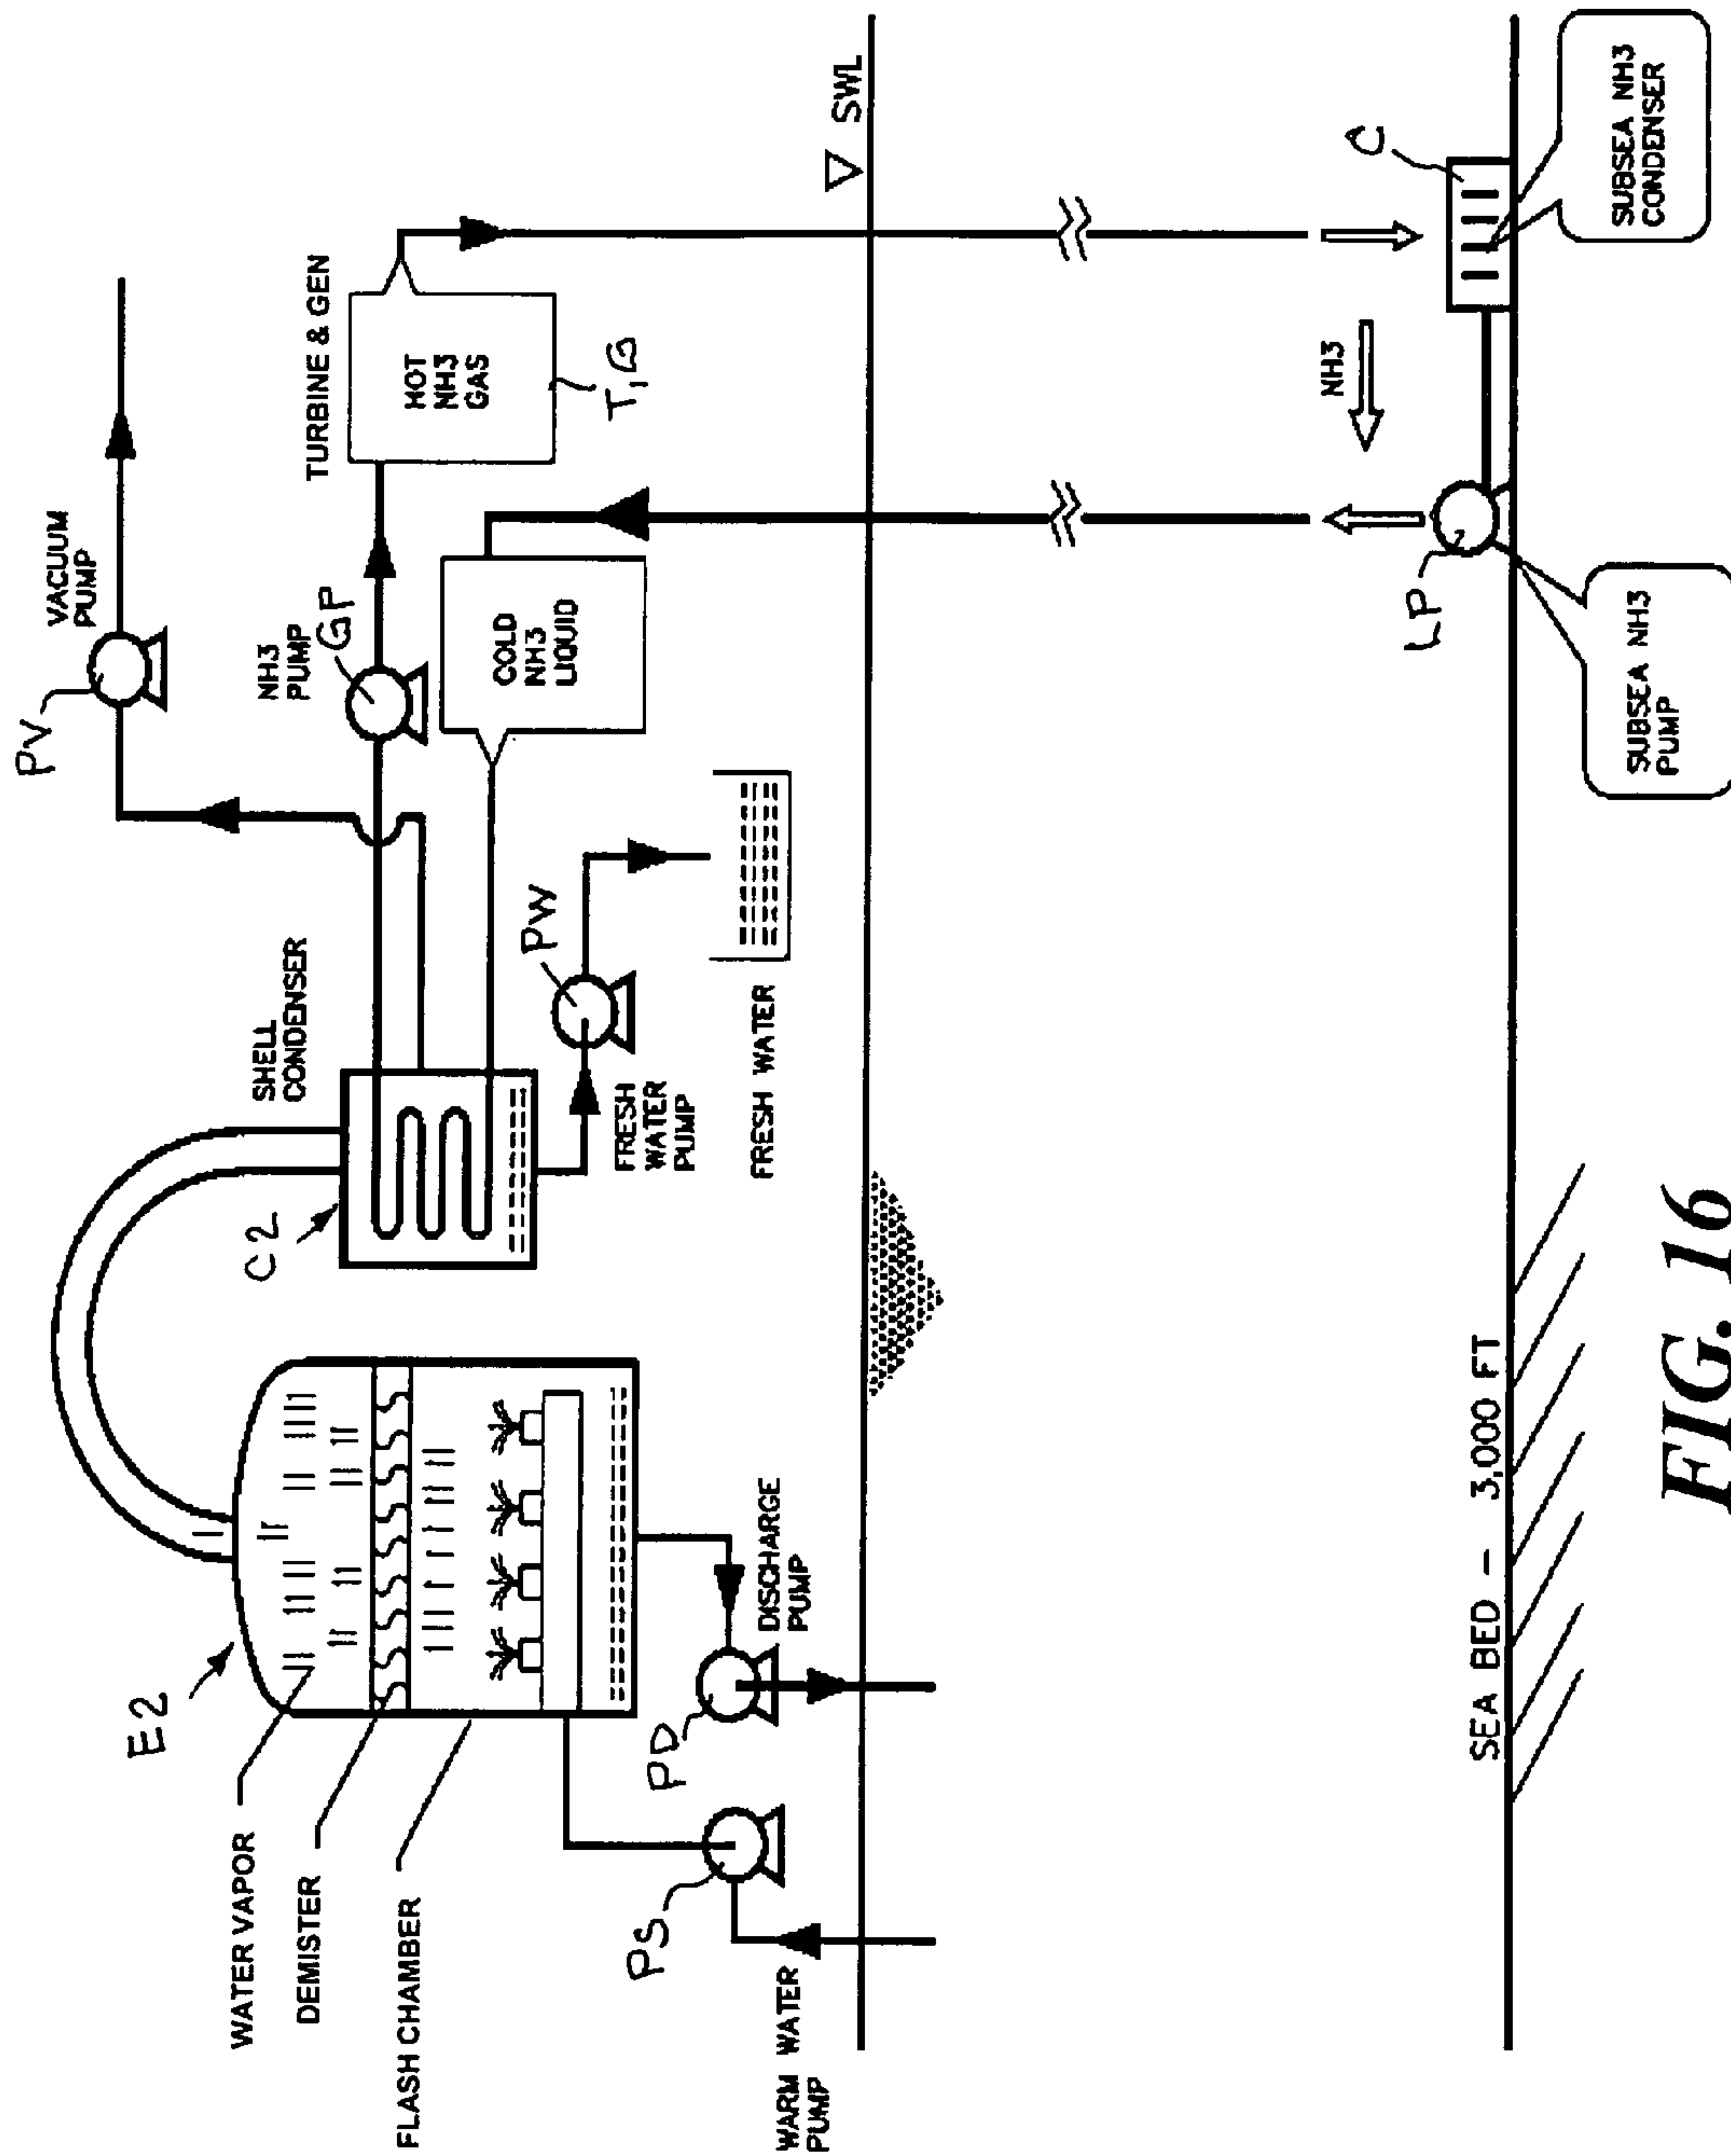 PV
VACUUM
PUMP
E2
WATER VAPOR
DEMISTER
FLASH CHAMBER
C2
SHELL
CONDENSER
NH3
PUMP
GP
TURBINE & GEN
HOT
NH3
GAS
T,G
COLD
NH3
LIQUID
PW
FRESH
WATER
PUMP
FRESH WATER
PS
WARM WATER
PUMP
PD
DISCHARGE
PUMP
SWL
NH3
C
LP
SEA BED - 3,000 FT
SUBSEA NH3
PUMP
SUBSEA NH3
CONDENSER
FIG. 16